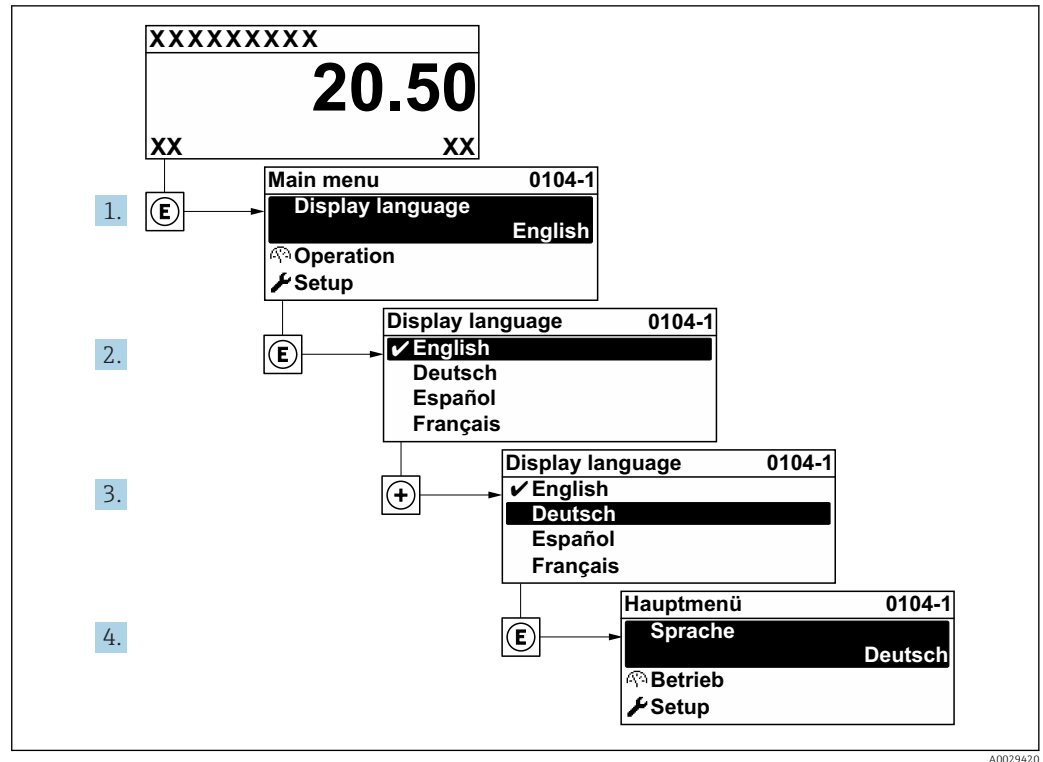 XXXXXXXXX
20.50
XX XX
Main menu 0104-1
1. E Display language
English
Operation
Setup
Display language 0104-1
2. E ✔English
Deutsch
Español
Français
Display language 0104-1
3. + ✔English
Deutsch
Español
Français
Hauptmenü 0104-1
4. E Sprache
Deutsch
Betrieb
Setup
A0029420